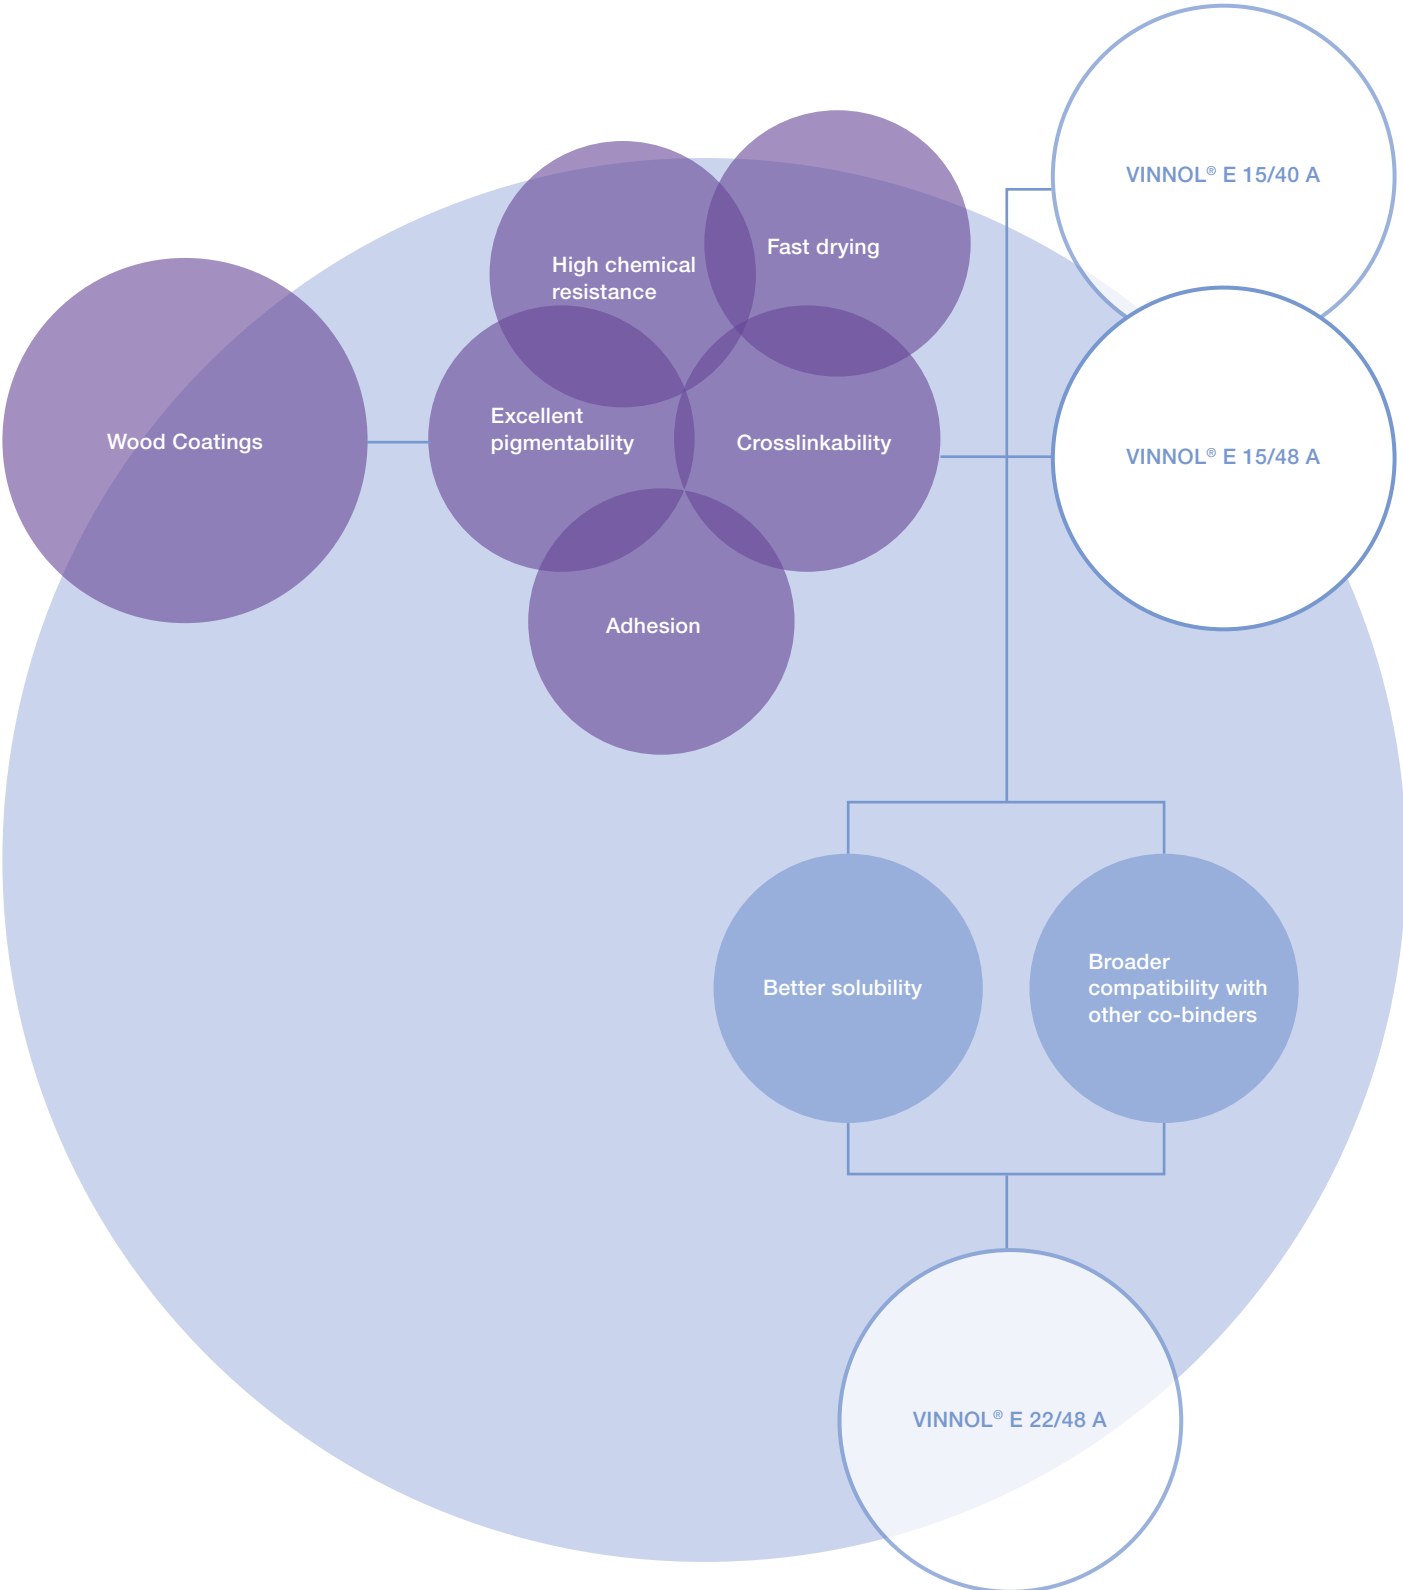 VINNOL® E 15/40 A
Fast drying
High chemical
resistance
Excellent
pigmentability
Wood Coatings
Crosslinkability
VINNOL® E 15/48 A
Adhesion
Better solubility
Broader
compatibility with
other co-binders
VINNOL® E 22/48 A